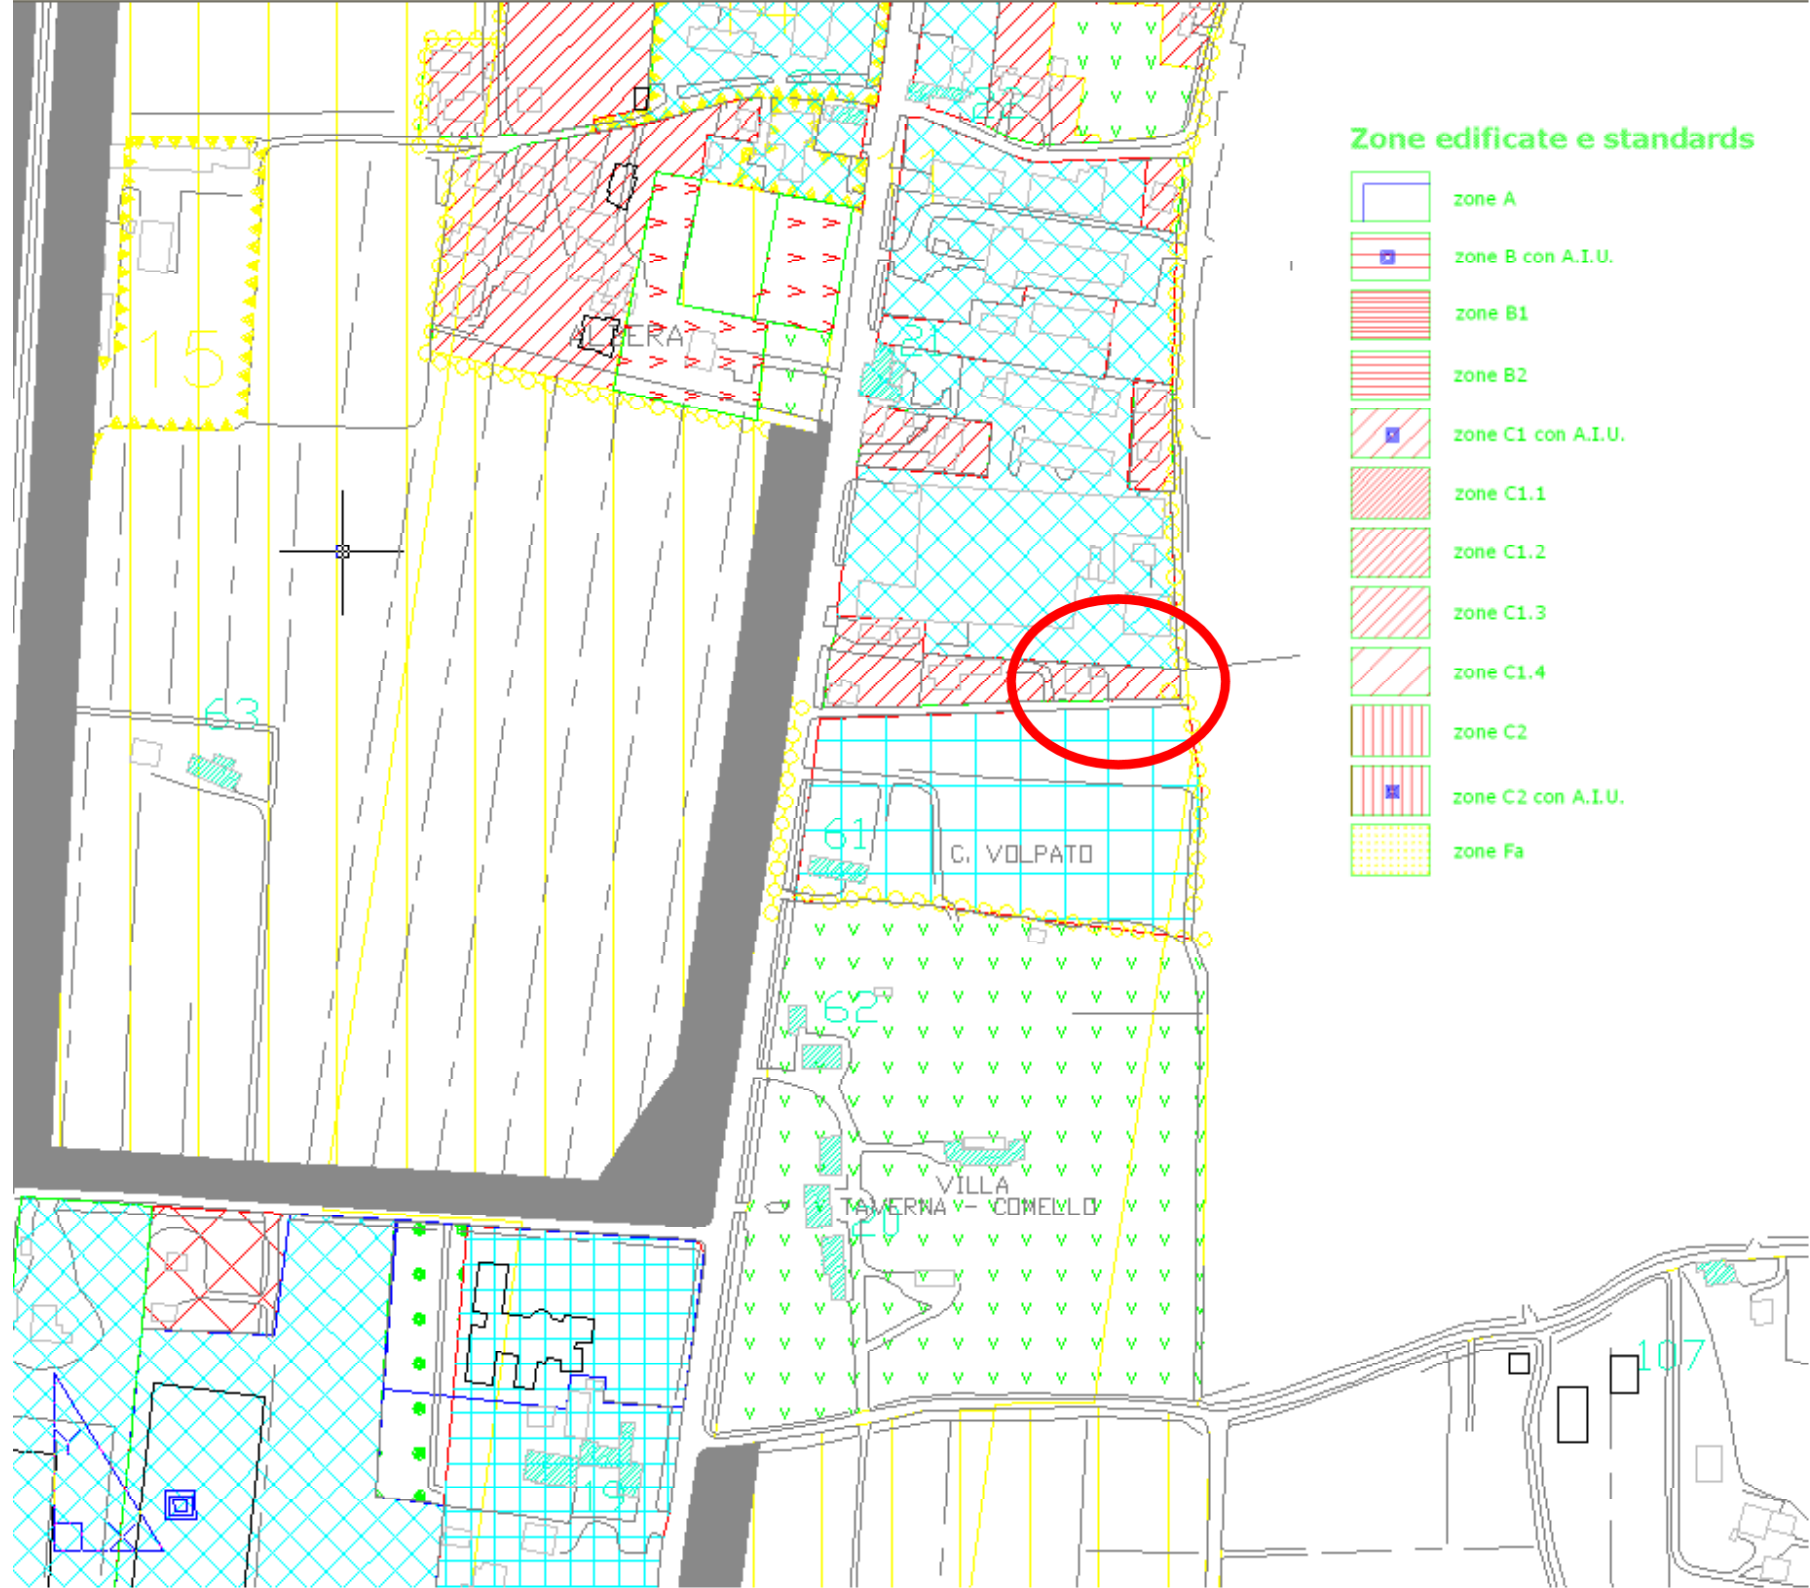 Zone edificate e standards
zone A
zone B con A.I.U.
zone B1
zone B2
zone C1 con A.I.U.
zone C1.1
zone C1.2
zone C1.3
zone C1.4
zone C2
zone C2 con A.I.U.
zone Fa
15
21
63
61
C. VOLPATO
62
VILLA
TAVERNA - COMELLO
20
107
19